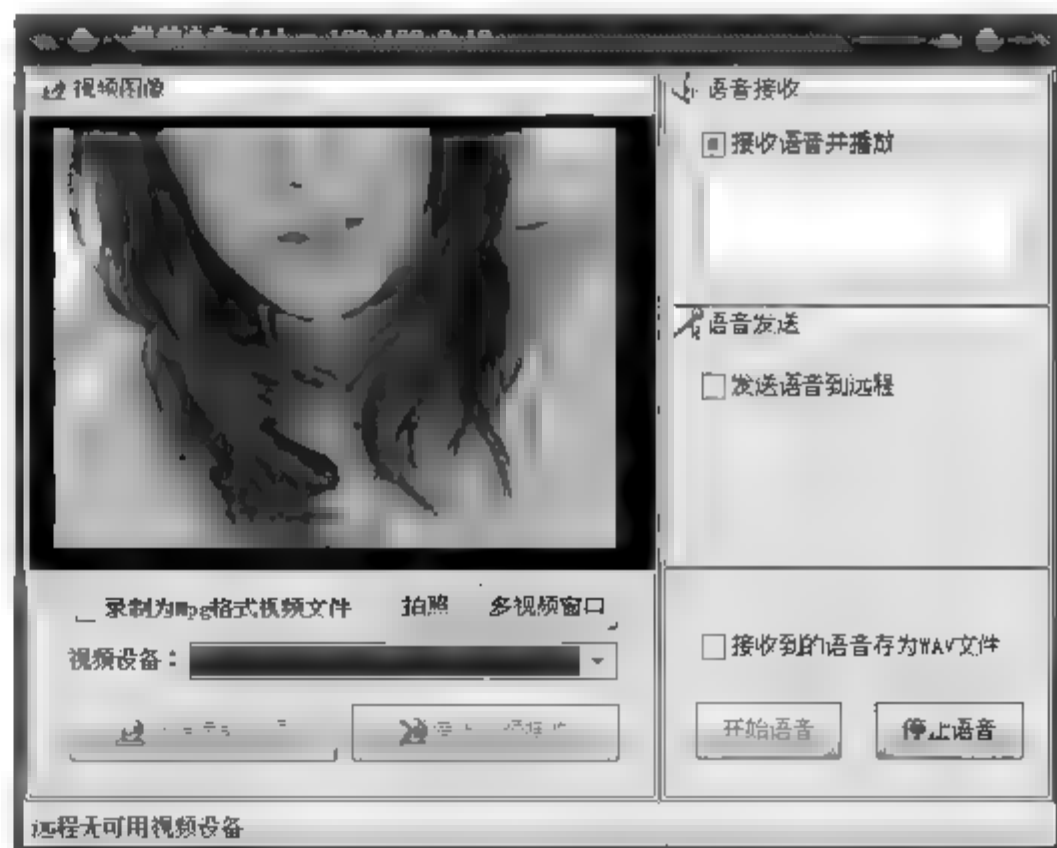 视频图像
语音接收
接收语音并播放
语音发送
发送语音到远程
录制为Mpg格式视频文件 拍照 多视频窗口
视频设备:
接收到的语音存为WAV文件
开始语音 停止语音
远程无可用视频设备